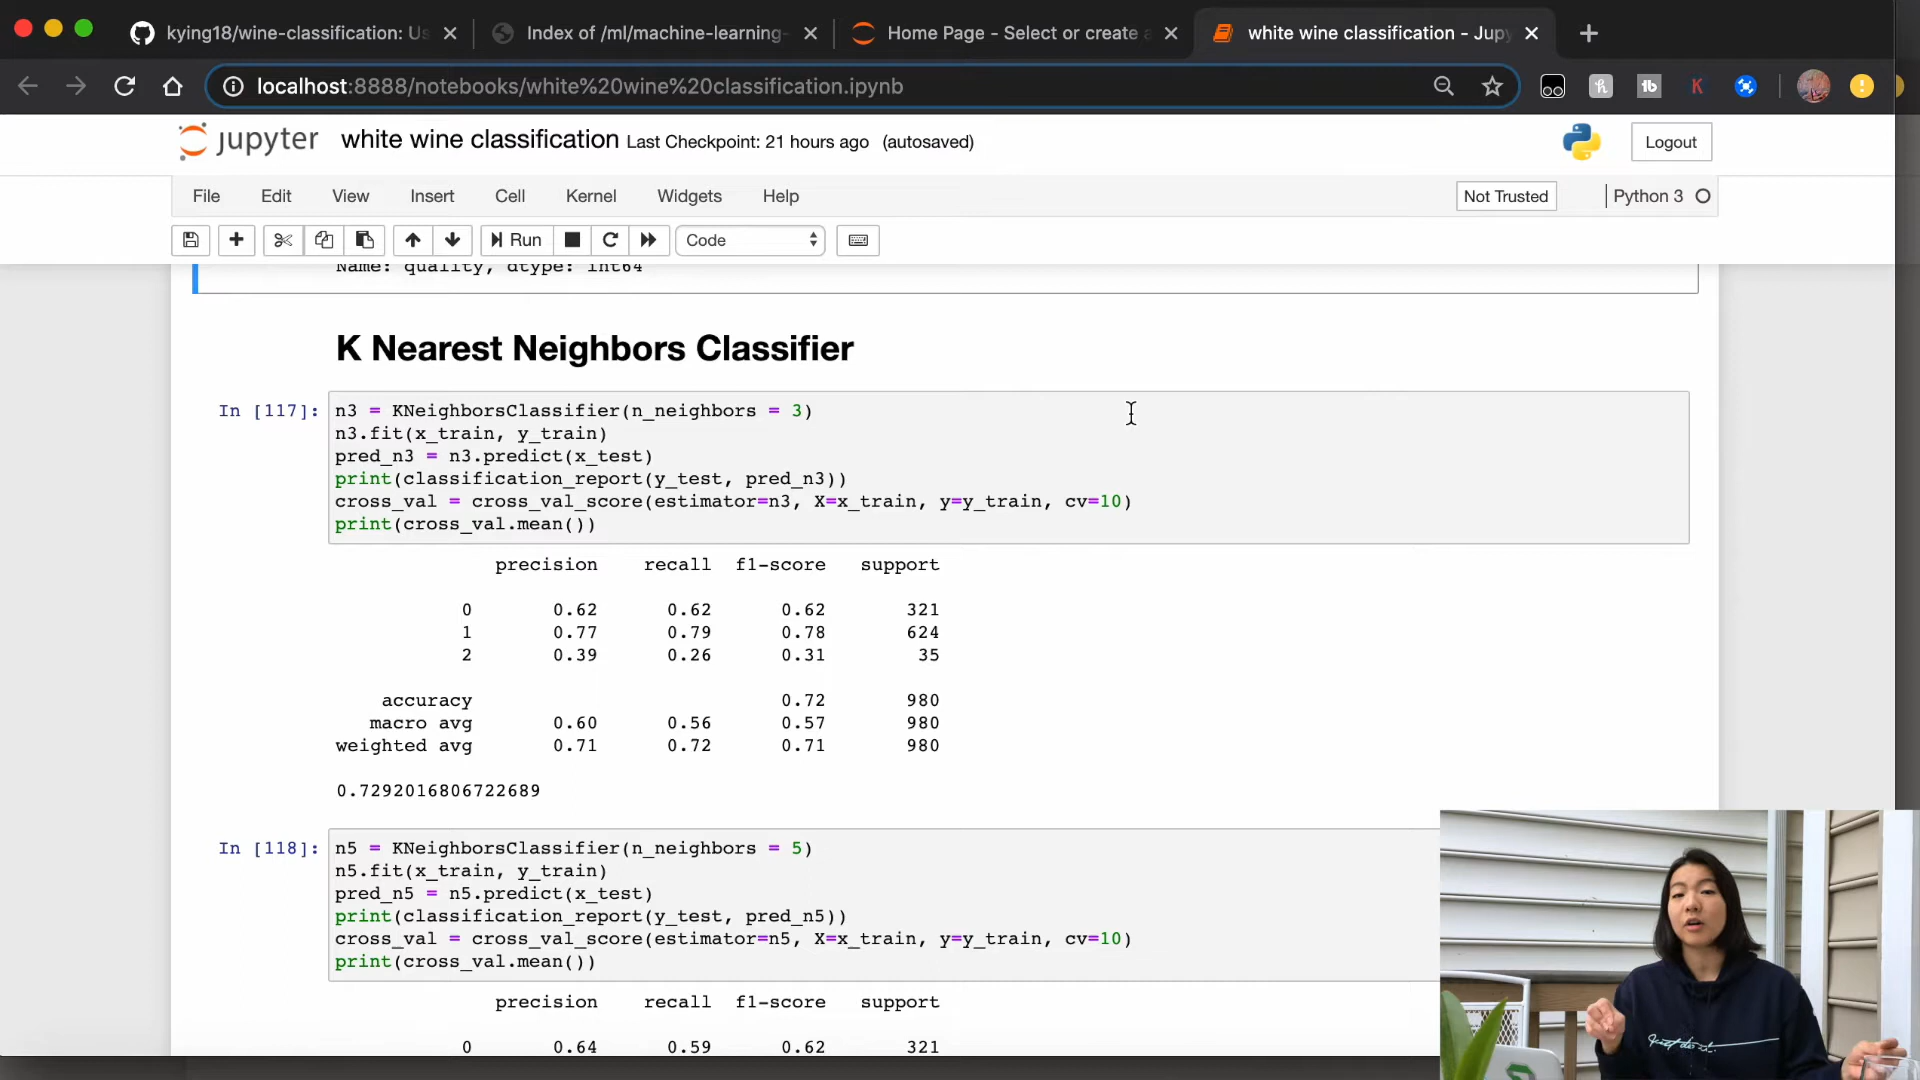 kying18/wine-classification: Us
Index of /ml/machine-learning-
Home Page - Select or create a
white wine classification - Jupy
localhost:8888/notebooks/white%20wine%20classification.ipynb
jupyter white wine classification Last Checkpoint: 21 hours ago (autosaved)
Logout
File Edit View Insert Cell Kernel Widgets Help
Not Trusted
Python 3
Run
Code
Name: quality, dtype: int64
K Nearest Neighbors Classifier
In [117]: n3 = KNeighborsClassifier(n_neighbors = 3)
n3.fit(x_train, y_train)
pred_n3 = n3.predict(x_test)
print(classification_report(y_test, pred_n3))
cross_val = cross_val_score(estimator=n3, X=x_train, y=y_train, cv=10)
print(cross_val.mean())
precision recall f1-score support
0 0.62 0.62 0.62 321
1 0.77 0.79 0.78 624
2 0.39 0.26 0.31 35
accuracy 0.72 980
macro avg 0.60 0.56 0.57 980
weighted avg 0.71 0.72 0.71 980
0.7292016806722689
In [118]: n5 = KNeighborsClassifier(n_neighbors = 5)
n5.fit(x_train, y_train)
pred_n5 = n5.predict(x_test)
print(classification_report(y_test, pred_n5))
cross_val = cross_val_score(estimator=n5, X=x_train, y=y_train, cv=10)
print(cross_val.mean())
precision recall f1-score support
0 0.64 0.59 0.62 321